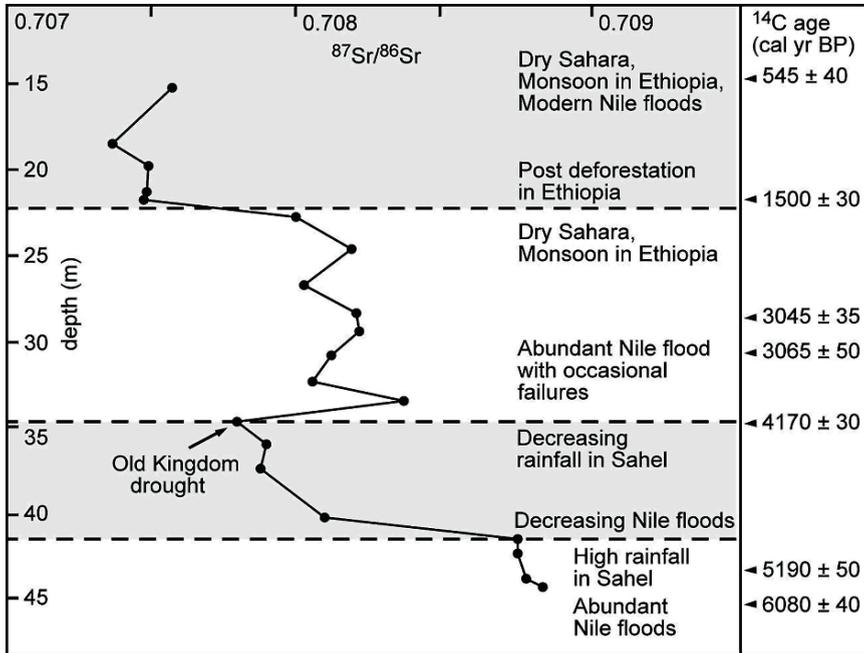 0.707
0.708
0.709
87Sr/86Sr
14C age
(cal yr BP)
Dry Sahara,
Monsoon in Ethiopia,
Modern Nile floods
545 ± 40
15
20
Post deforestation
in Ethiopia
1500 ± 30
Dry Sahara,
Monsoon in Ethiopia
25
depth (m)
3045 ± 35
30
3065 ± 50
Abundant Nile flood
with occasional
failures
4170 ± 30
35
Decreasing
rainfall in Sahel
Old Kingdom
drought
40
Decreasing Nile floods
High rainfall
in Sahel
5190 ± 50
45
Abundant
Nile floods
6080 ± 40